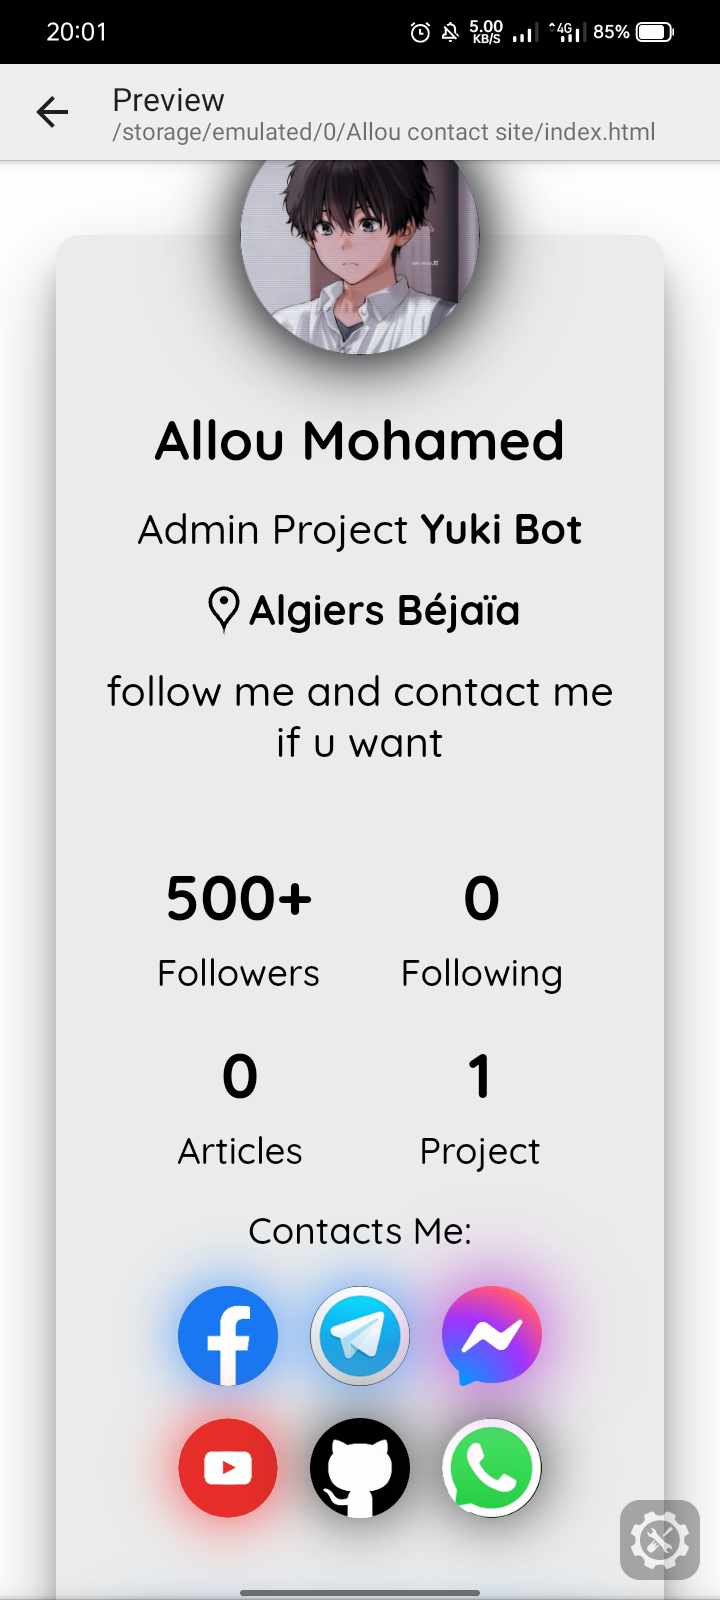 20:01
5.00 KB/S 4G 85%
Preview
/storage/emulated/0/Allou contact site/index.html
Allou Mohamed
Admin Project Yuki Bot
Algiers Béjaïa
follow me and contact me
if u want
500+ 0
Followers Following
0 1
Articles Project
Contacts Me: